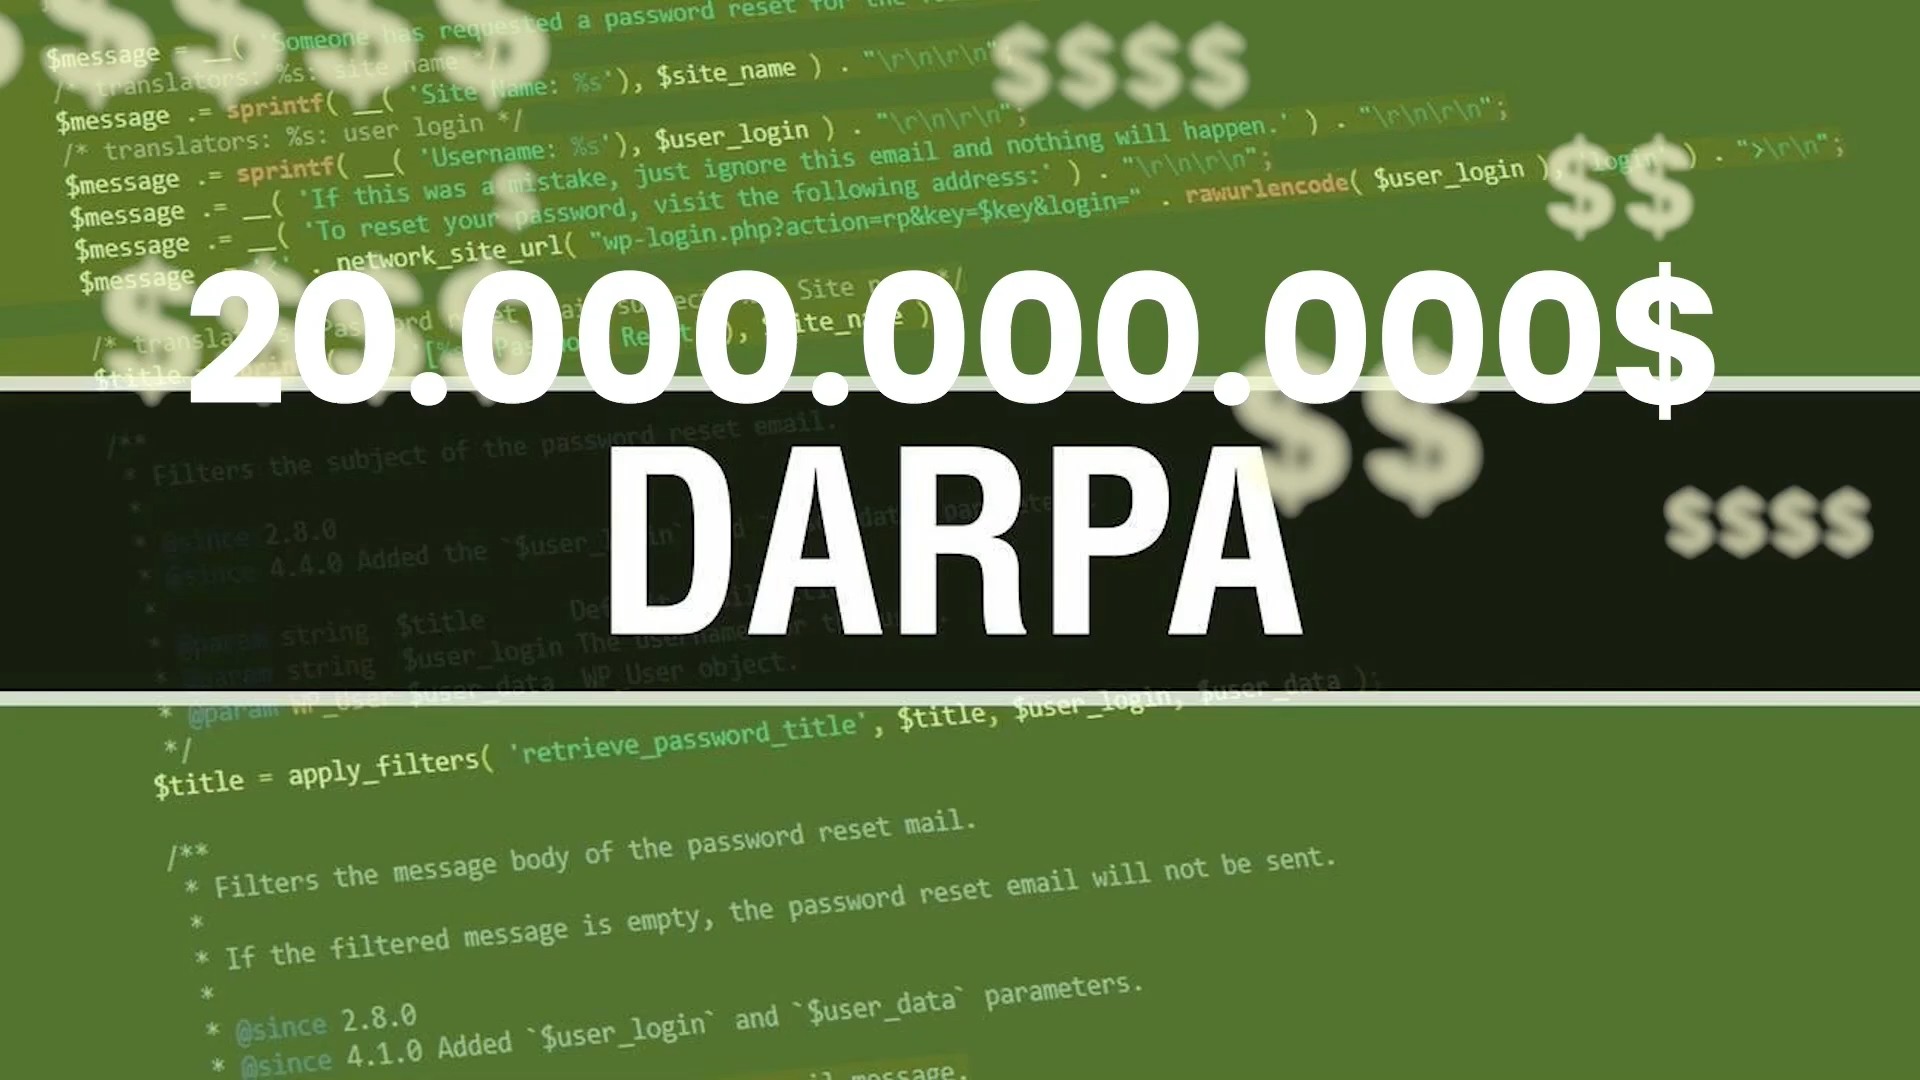 'Someone has requested a password reset for the
$message = __(
/* translators: %s: site name */
$message .= sprintf( __( 'Site Name: %s'), $site_name ) . "\r\n\r\n";
/* translators: %s: user login */
$message .= sprintf( __( 'Username: %s'), $user_login ) . "\r\n\r\n";
$message .= __( 'If this was a mistake, just ignore this email and nothing will happen.' ) . "\r\n\r\n";
$message .= __( 'To reset your password, visit the following address:' ) . "\r\n\r\n";
$message . network_site_url( "wp-login.php?action=rp&key=$key&login=" . rawurlencode( $user_login ), 'login' ) . ">\r\n";
$$$$
$$$$
$$
20.000.000.000$
DARPA
$$
$$$$
/**
* Filters the subject of the password reset email.
*
* @since 2.8.0
* @since 4.4.0 Added the `$user_login`
*
* @param string $title
* @param string $user_login The username for the user.
* @param WP_User $user_data WP_User object.
*/
$title = apply_filters( 'retrieve_password_title', $title, $user_login, $user_data );
/**
* Filters the message body of the password reset mail.
*
* If the filtered message is empty, the password reset email will not be sent.
*
* @since 2.8.0
* @since 4.1.0 Added `$user_login` and `$user_data` parameters.
message.